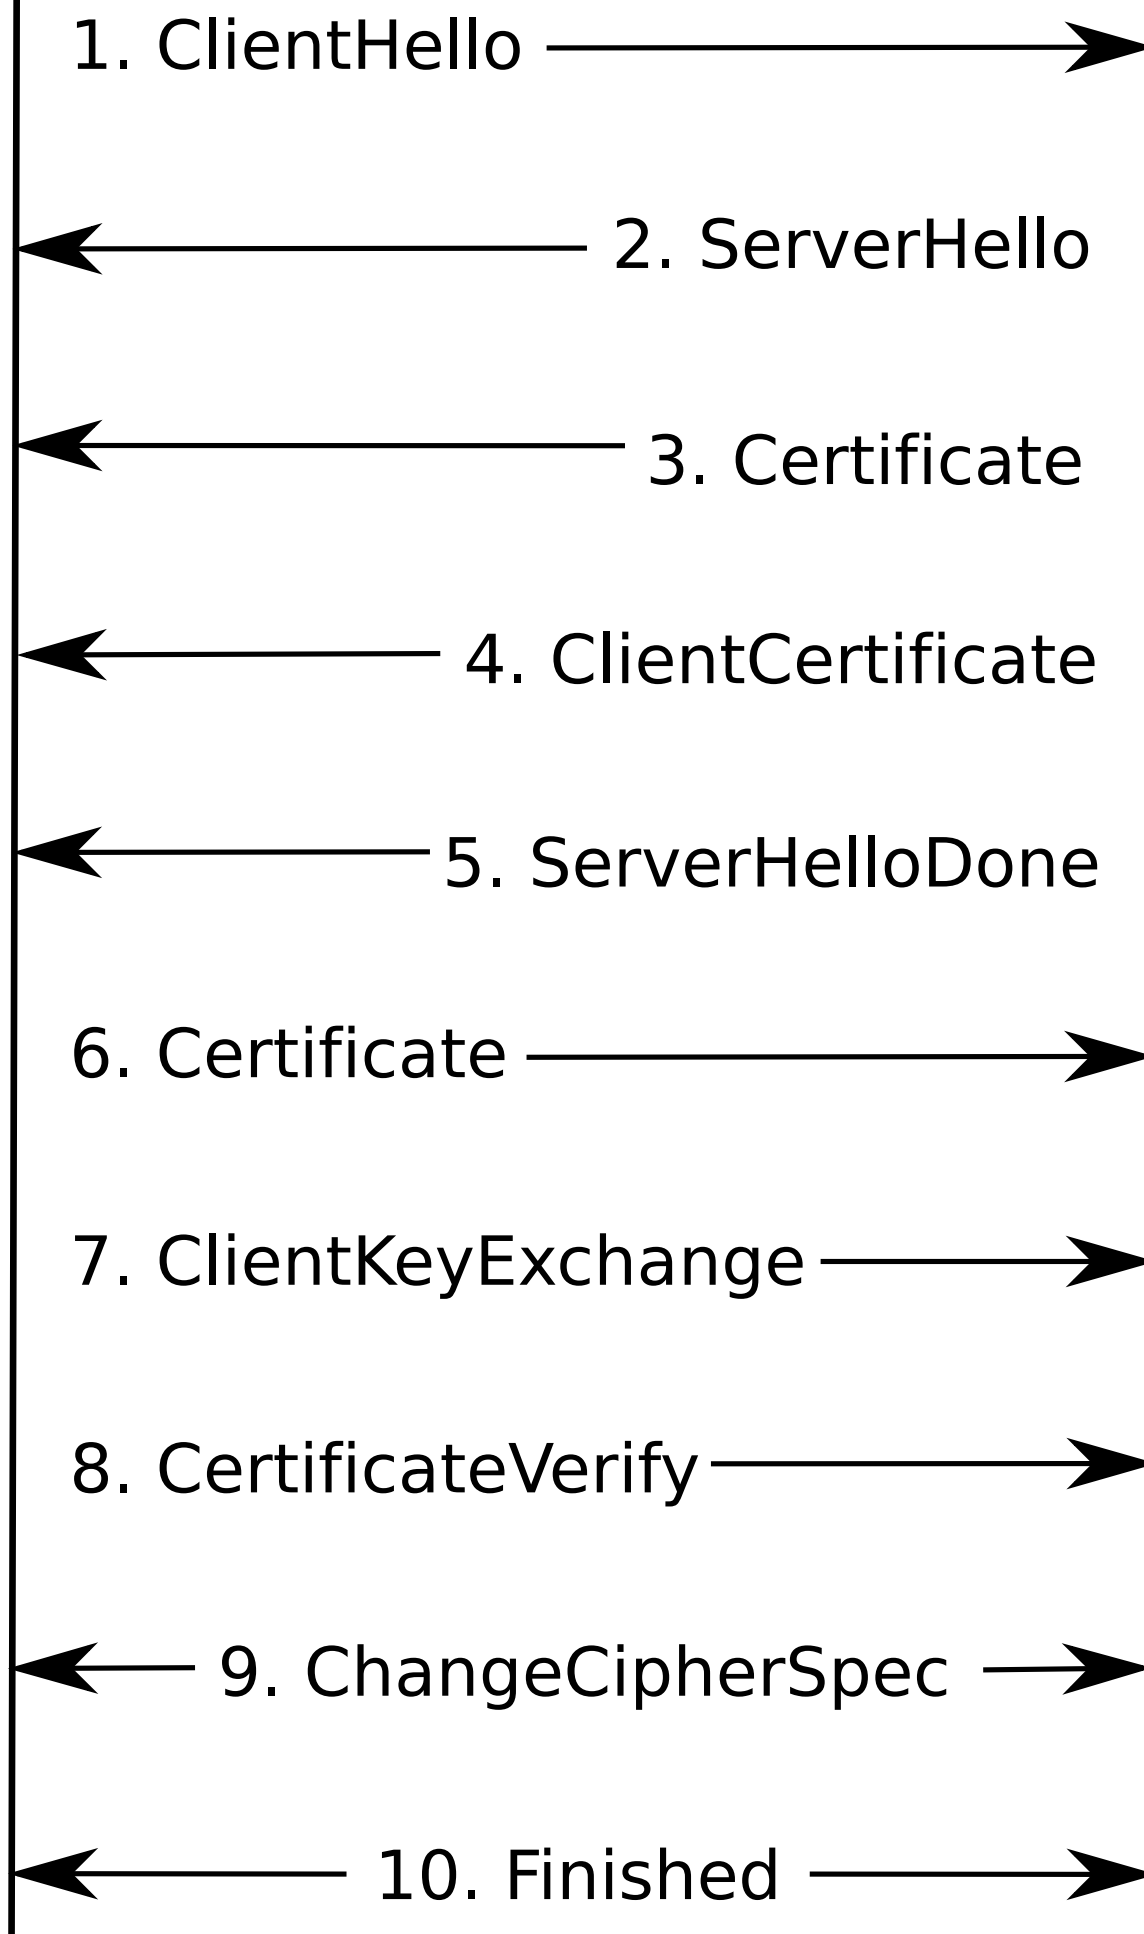 1. ClientHello
2. ServerHello
3. Certificate
4. ClientCertificate
5. ServerHelloDone
6. Certificate
7. ClientKeyExchange
8. CertificateVerify
9. ChangeCipherSpec
10. Finished